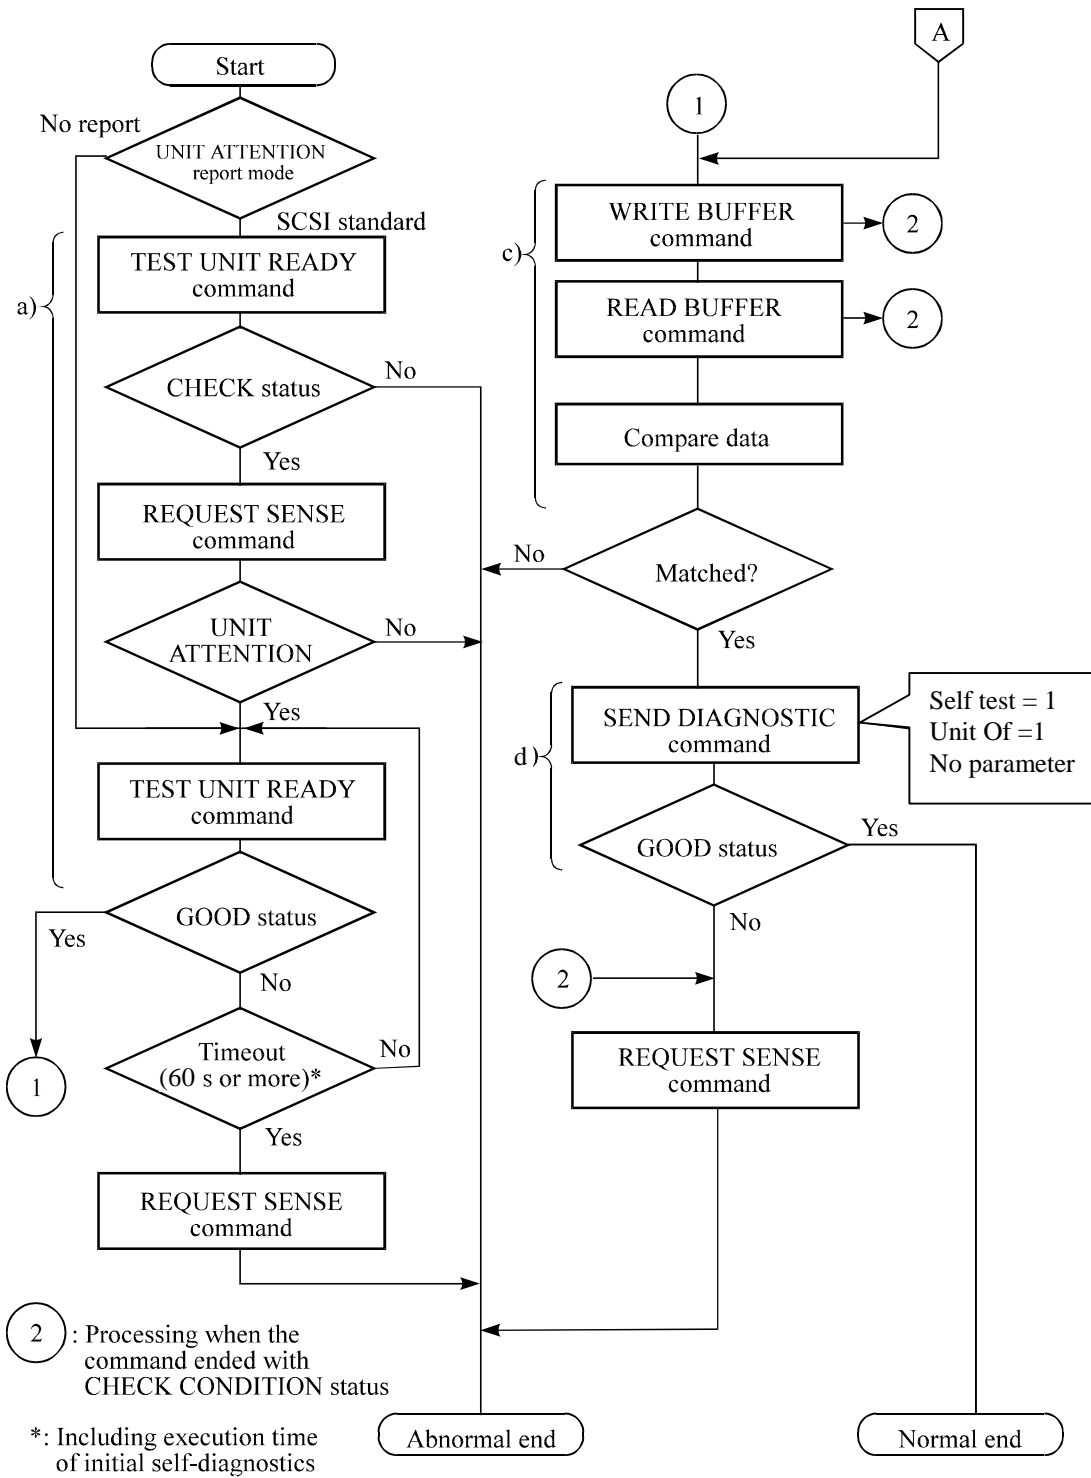 Start
No report
UNIT ATTENTION
report mode
SCSI standard
a)
TEST UNIT READY
command
CHECK status
No
Yes
REQUEST SENSE
command
UNIT
ATTENTION
No
Yes
TEST UNIT READY
command
GOOD status
Yes
No
1
Timeout
(60 s or more)*
No
Yes
REQUEST SENSE
command
2
: Processing when the
command ended with
CHECK CONDITION status
*: Including execution time
of initial self-diagnostics
Abnormal end
A
1
c)
WRITE BUFFER
command
2
READ BUFFER
command
2
Compare data
Matched?
No
Yes
d)
SEND DIAGNOSTIC
command
Self test = 1
Unit Of =1
No parameter
GOOD status
Yes
No
2
REQUEST SENSE
command
Normal end